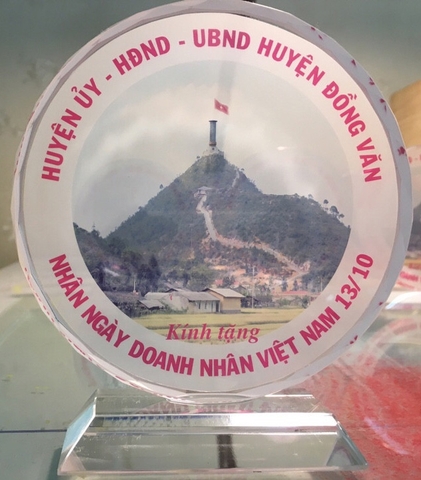 HUYỆN ỦY - HĐND - UBND HUYỆN ĐỒNG VĂN
Kính tặng
NHÂN NGÀY DOANH NHÂN VIỆT NAM 13/10